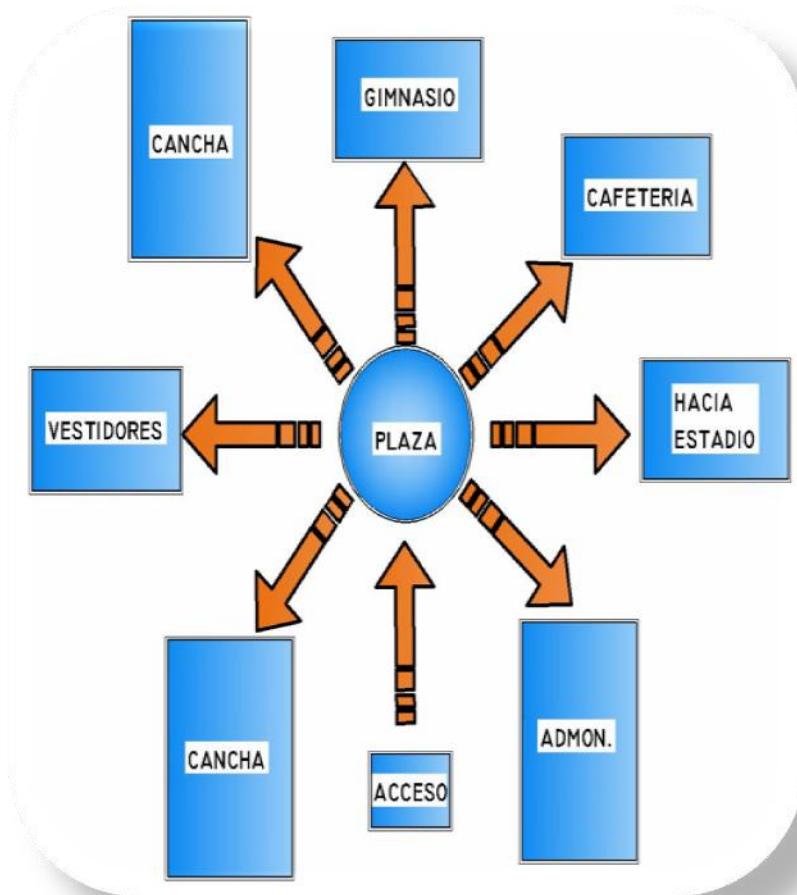 GIMNASIO
CANCHA
CAFETERIA
VESTIDORES
PLAZA
HACIA
ESTADIO
CANCHA
ACCESO
ADMON.